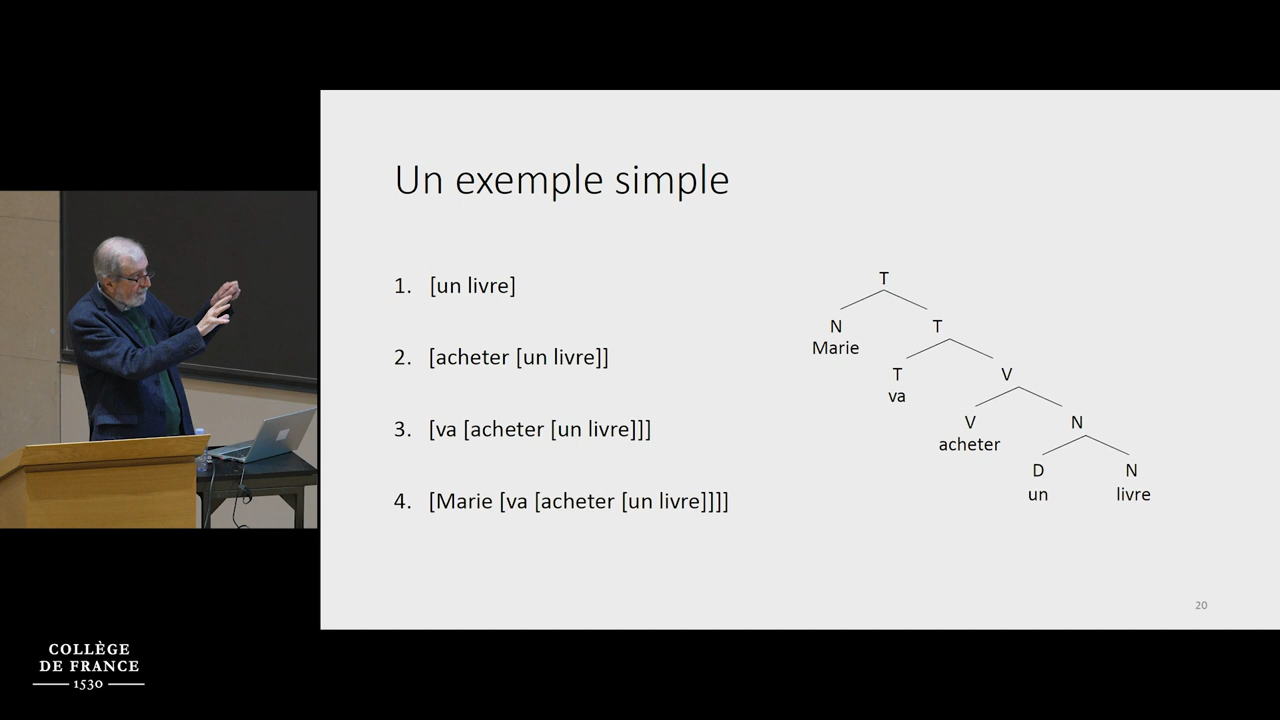 Un exemple simple
1. [un livre]
2. [acheter [un livre]]
3. [va [acheter [un livre]]]
4. [Marie [va [acheter [un livre]]]]
T
N T
Marie
T V
va
V N
acheter
D N
un livre
20
COLLÈGE
DE FRANCE
1530